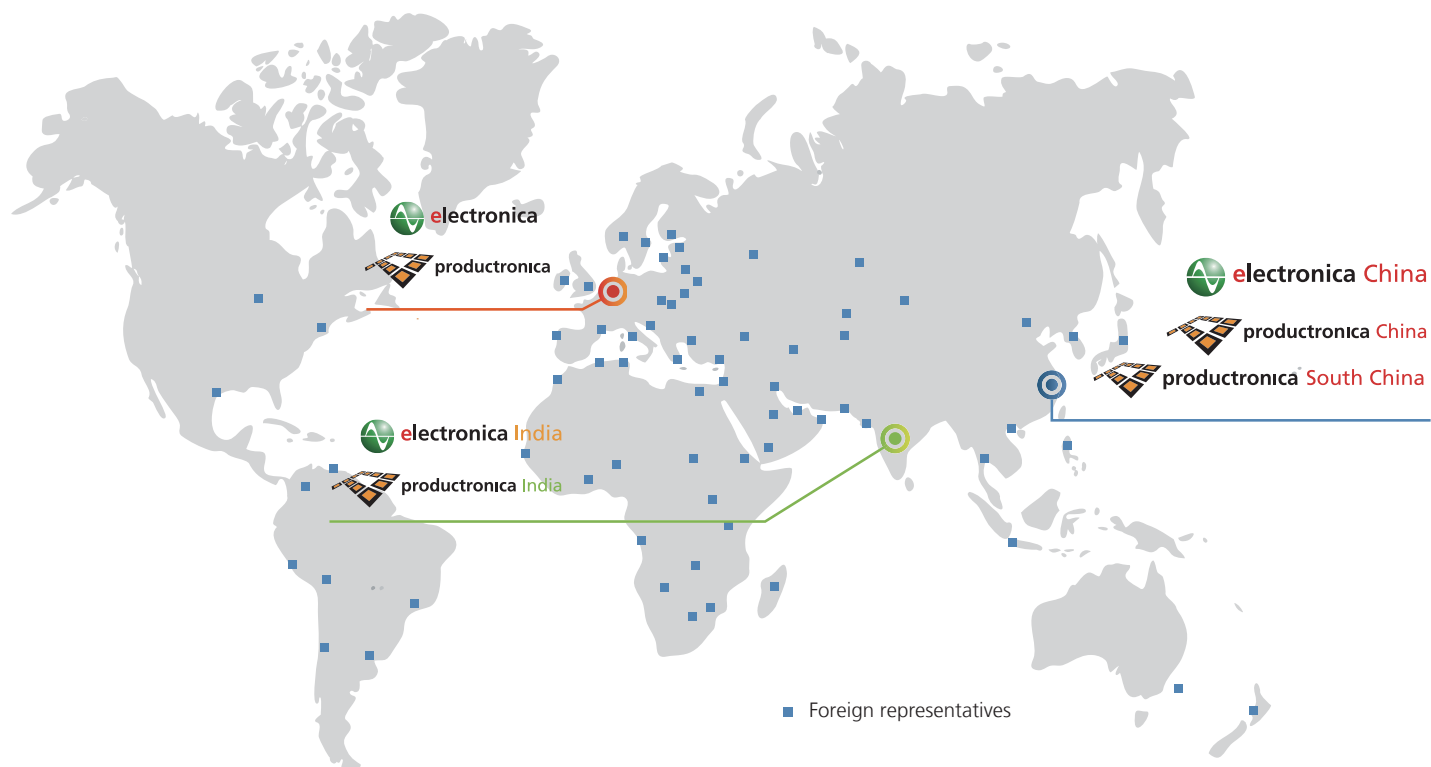 electronica
productronica
electronica China
productronica China
productronica South China
electronica India
productronica India
Foreign representatives